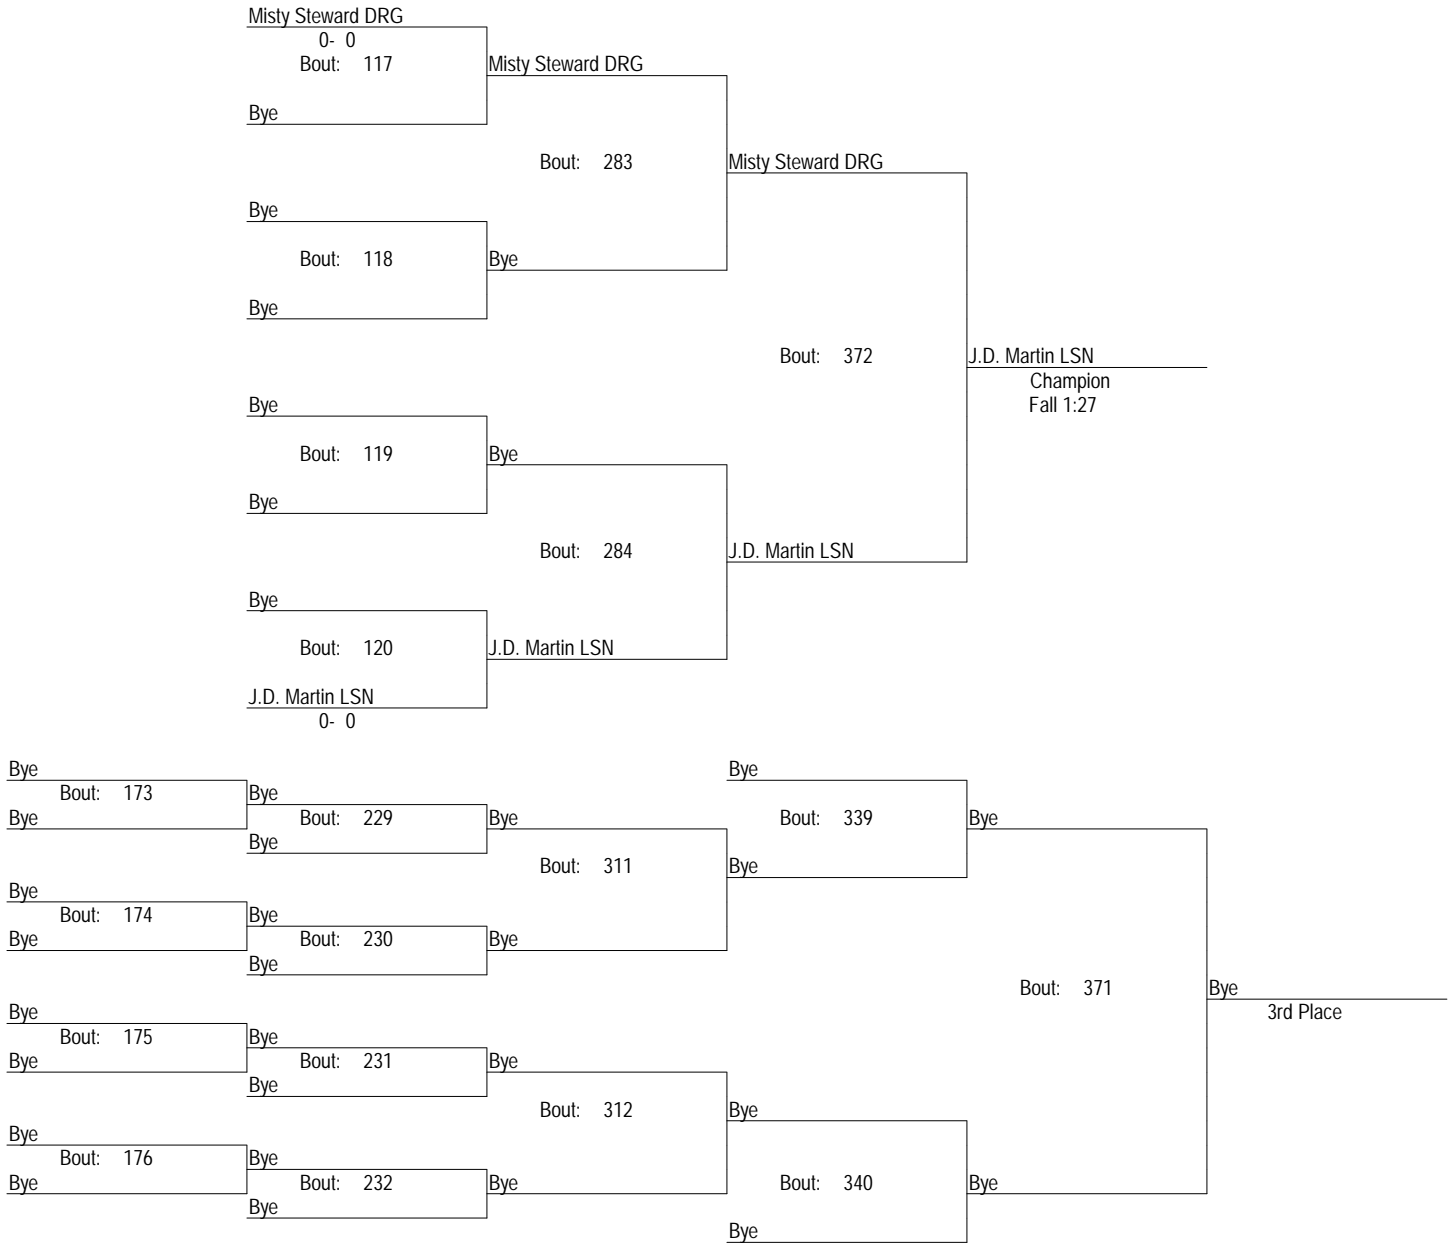 Misty Steward DRG
0- 0
Bout: 117
Misty Steward DRG
Bye
Bout: 283
Misty Steward DRG
Bye
Bout: 118
Bye
Bye
Bout: 372
J.D. Martin LSN
Champion
Fall 1:27
Bye
Bout: 119
Bye
Bye
Bout: 284
J.D. Martin LSN
Bye
Bout: 120
J.D. Martin LSN
J.D. Martin LSN
0- 0
Bye
Bye
Bout: 173
Bye
Bye
Bout: 229
Bye
Bout: 339
Bye
Bye
Bout: 311
Bye
Bye
Bout: 174
Bye
Bye
Bout: 230
Bye
Bye
Bout: 371
Bye
3rd Place
Bye
Bout: 175
Bye
Bye
Bout: 231
Bye
Bye
Bout: 312
Bye
Bye
Bout: 176
Bye
Bye
Bout: 232
Bye
Bout: 340
Bye
Bye
Bye